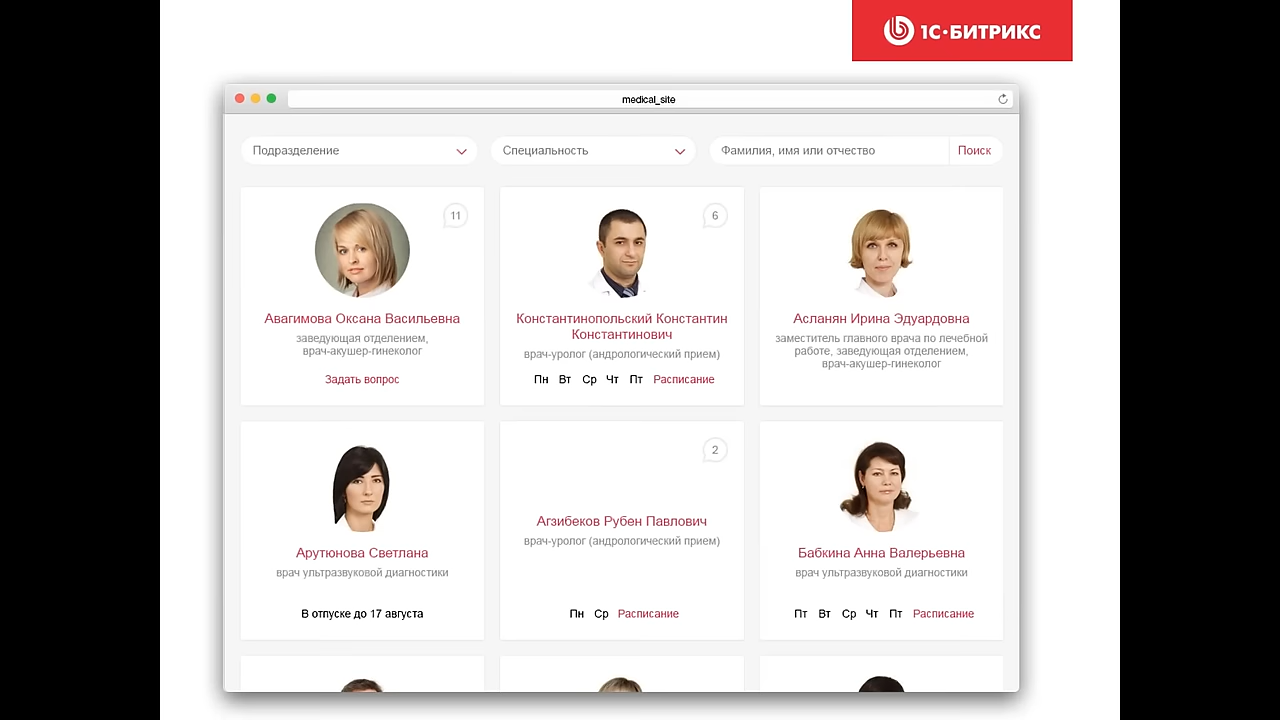 1С·БИТРИКС
medical_site
Подразделение
Специальность
Фамилия, имя или отчество
Поиск
11
Авагимова Оксана Васильевна
заведующая отделением,
врач-акушер-гинеколог
Задать вопрос
6
Константинопольский Константин
Константинович
врач-уролог (андрологический прием)
Пн Вт Ср Чт Пт Расписание
Асланян Ирина Эдуардовна
заместитель главного врача по лечебной
работе, заведующая отделением,
врач-акушер-гинеколог
Арутюнова Светлана
врач ультразвуковой диагностики
В отпуске до 17 августа
2
Агзибеков Рубен Павлович
врач-уролог (андрологический прием)
Пн Ср Расписание
Бабкина Анна Валерьевна
врач ультразвуковой диагностики
Пт Вт Ср Чт Пт Расписание